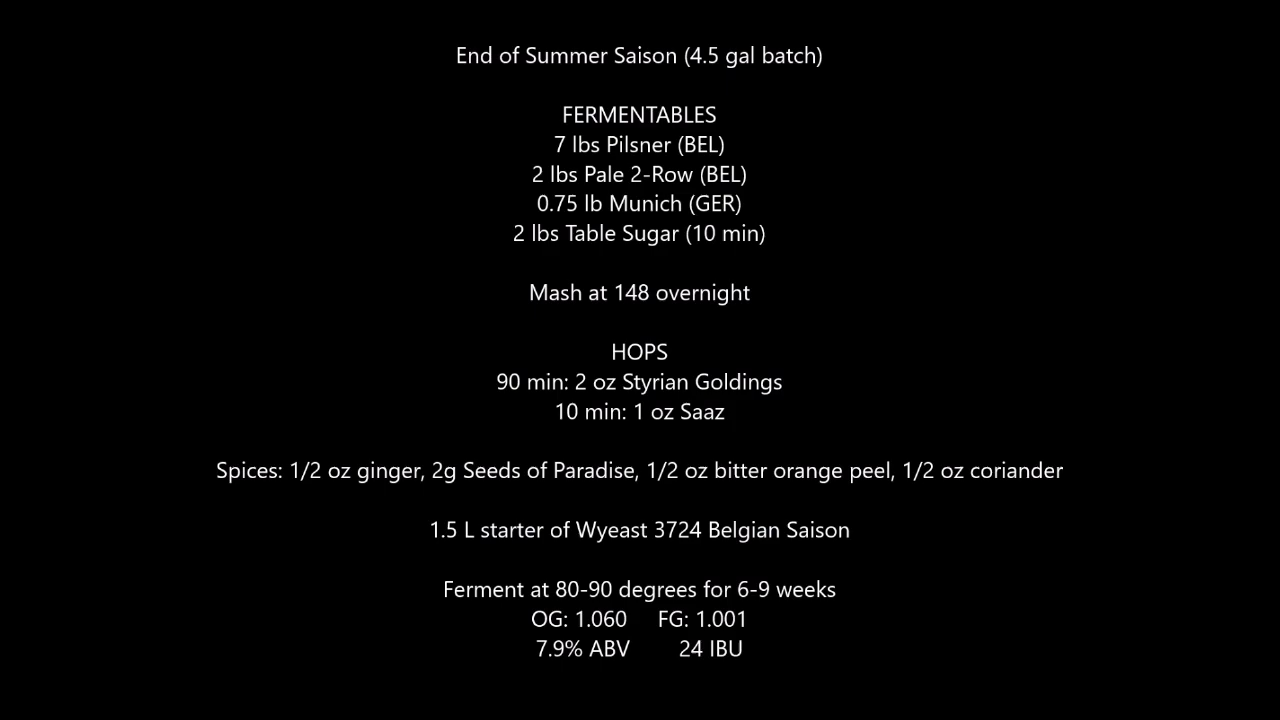 End of Summer Saison (4.5 gal batch)
FERMENTABLES
7 lbs Pilsner (BEL)
2 lbs Pale 2-Row (BEL)
0.75 lb Munich (GER)
2 lbs Table Sugar (10 min)
Mash at 148 overnight
HOPS
90 min: 2 oz Styrian Goldings
10 min: 1 oz Saaz
Spices: 1/2 oz ginger, 2g Seeds of Paradise, 1/2 oz bitter orange peel, 1/2 oz coriander
1.5 L starter of Wyeast 3724 Belgian Saison
Ferment at 80-90 degrees for 6-9 weeks
OG: 1.060 FG: 1.001
7.9% ABV 24 IBU